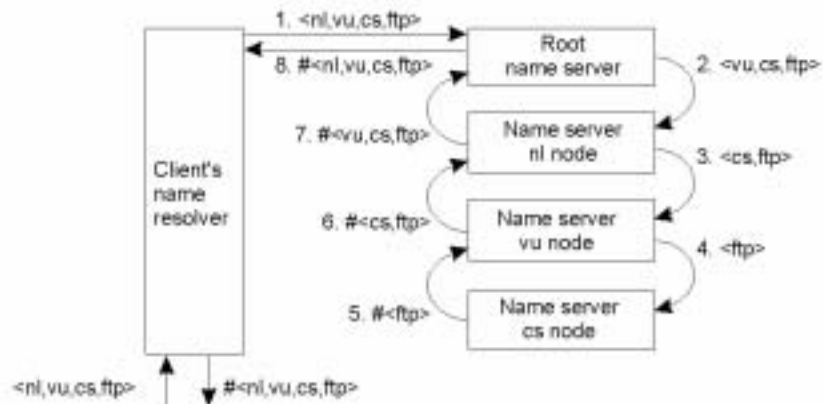 1. <nl,vu,cs,ftp>
8. #<nl,vu,cs,ftp>
Root
name server
2. <vu,cs,ftp>
7. #<vu,cs,ftp>
Name server
nl node
3. <cs,ftp>
Client's
name
resolver
6. #<cs,ftp>
Name server
vu node
4. <ftp>
5. #<ftp>
Name server
cs node
<nl,vu,cs,ftp>
#<nl,vu,cs,ftp>